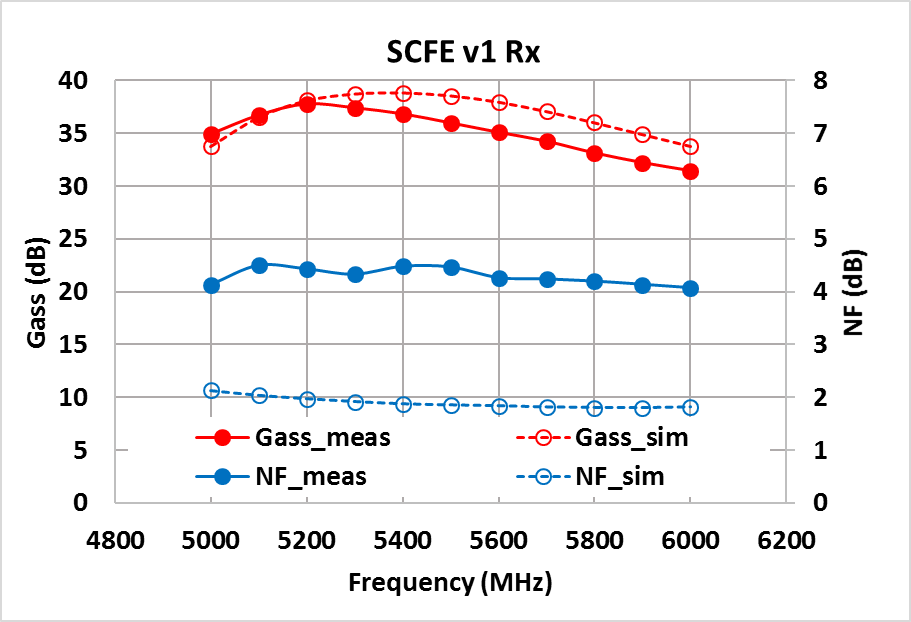 SCFE v1 Rx
40
35
30
25
20
15
10
5
0
Gass (dB)
8
7
6
5
4
3
2
1
0
NF (dB)
Gass_meas
Gass_sim
NF_meas
NF_sim
4800 5000 5200 5400 5600 5800 6000 6200
Frequency (MHz)